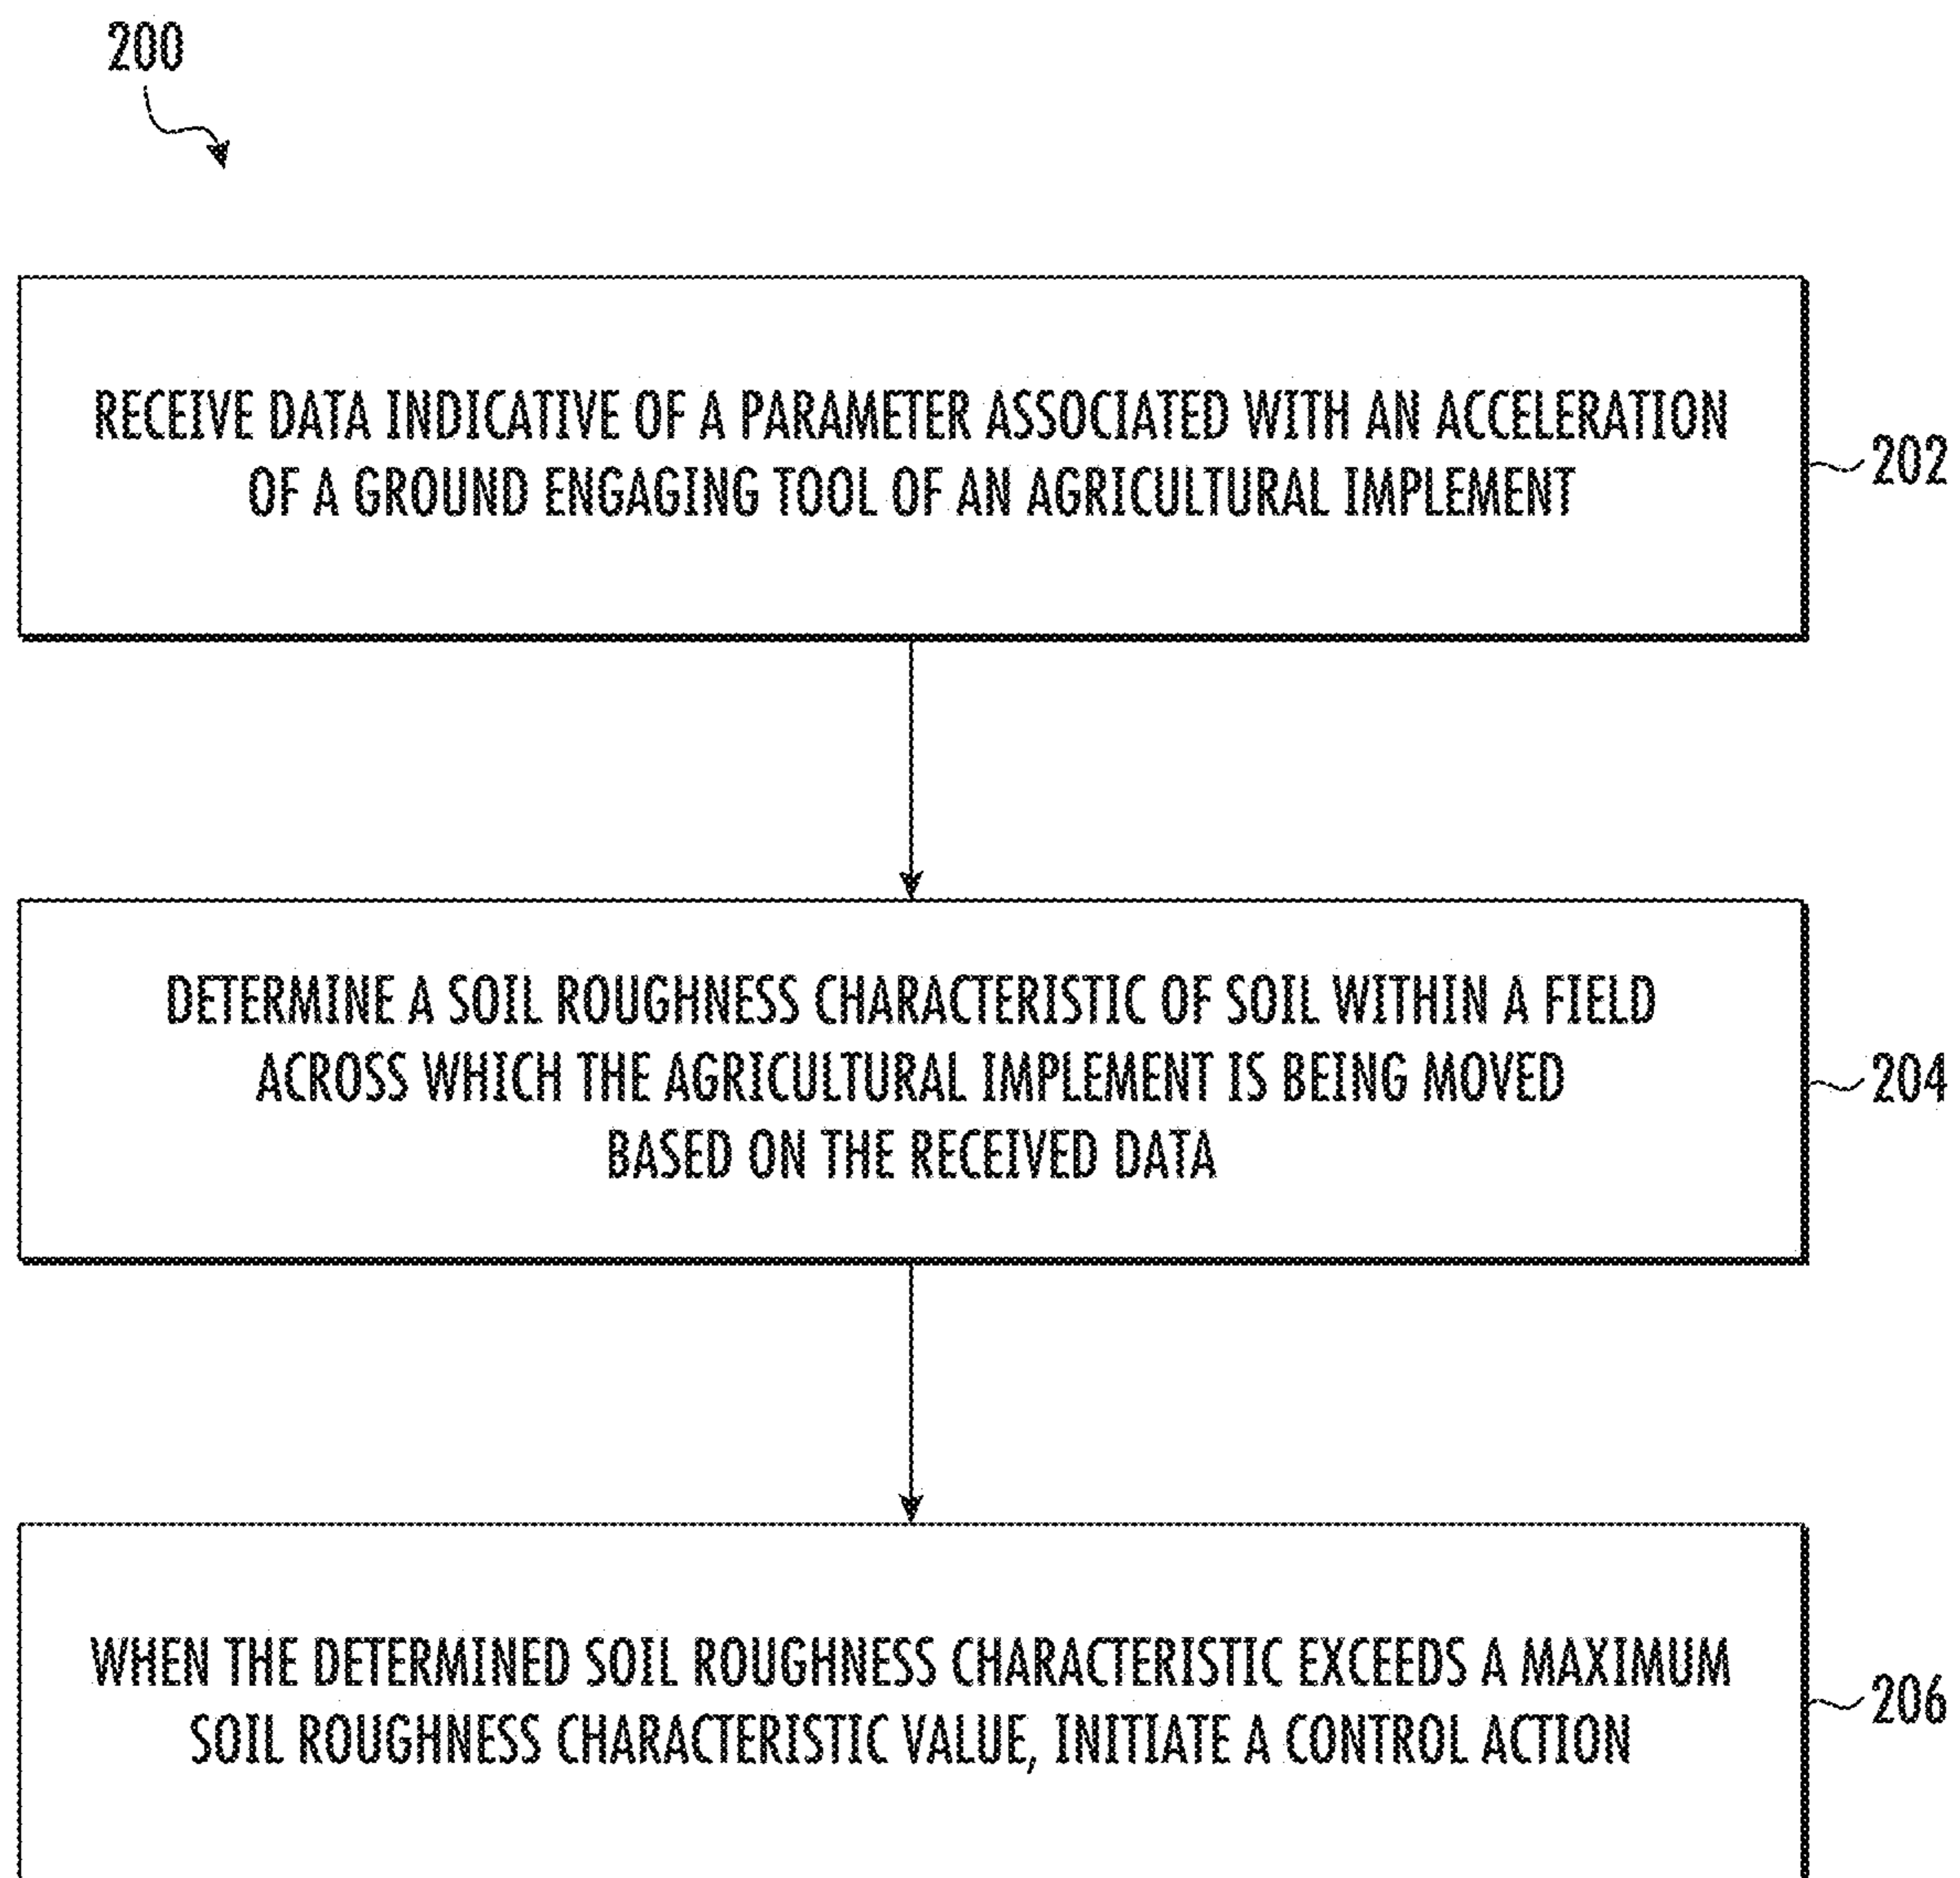 200
RECEIVE DATA INDICATIVE OF A PARAMETER ASSOCIATED WITH AN ACCELERATION
OF A GROUND ENGAGING TOOL OF AN AGRICULTURAL IMPLEMENT
202
DETERMINE A SOIL ROUGHNESS CHARACTERISTIC OF SOIL WITHIN A FIELD
ACROSS WHICH THE AGRICULTURAL IMPLEMENT IS BEING MOVED
BASED ON THE RECEIVED DATA
204
WHEN THE DETERMINED SOIL ROUGHNESS CHARACTERISTIC EXCEEDS A MAXIMUM
SOIL ROUGHNESS CHARACTERISTIC VALUE, INITIATE A CONTROL ACTION
206